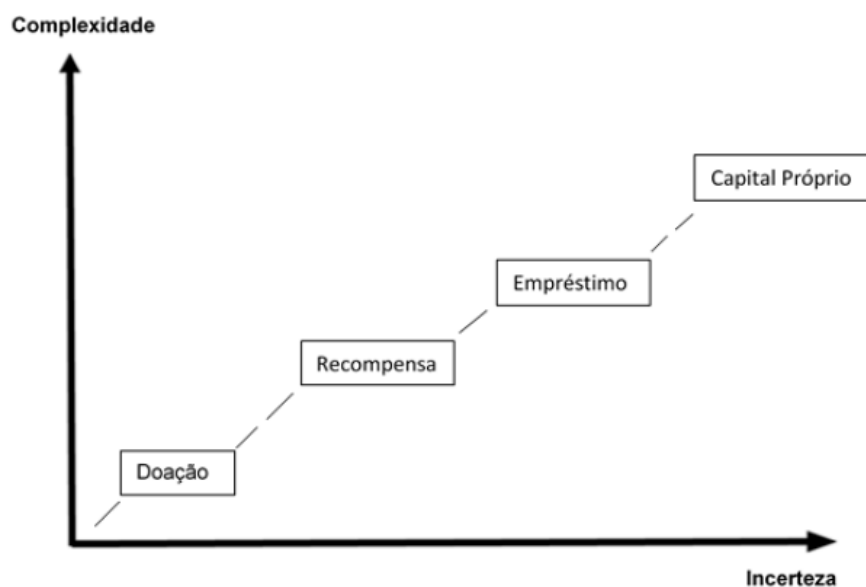 Complexidade
Capital Próprio
Empréstimo
Recompensa
Doação
Incerteza